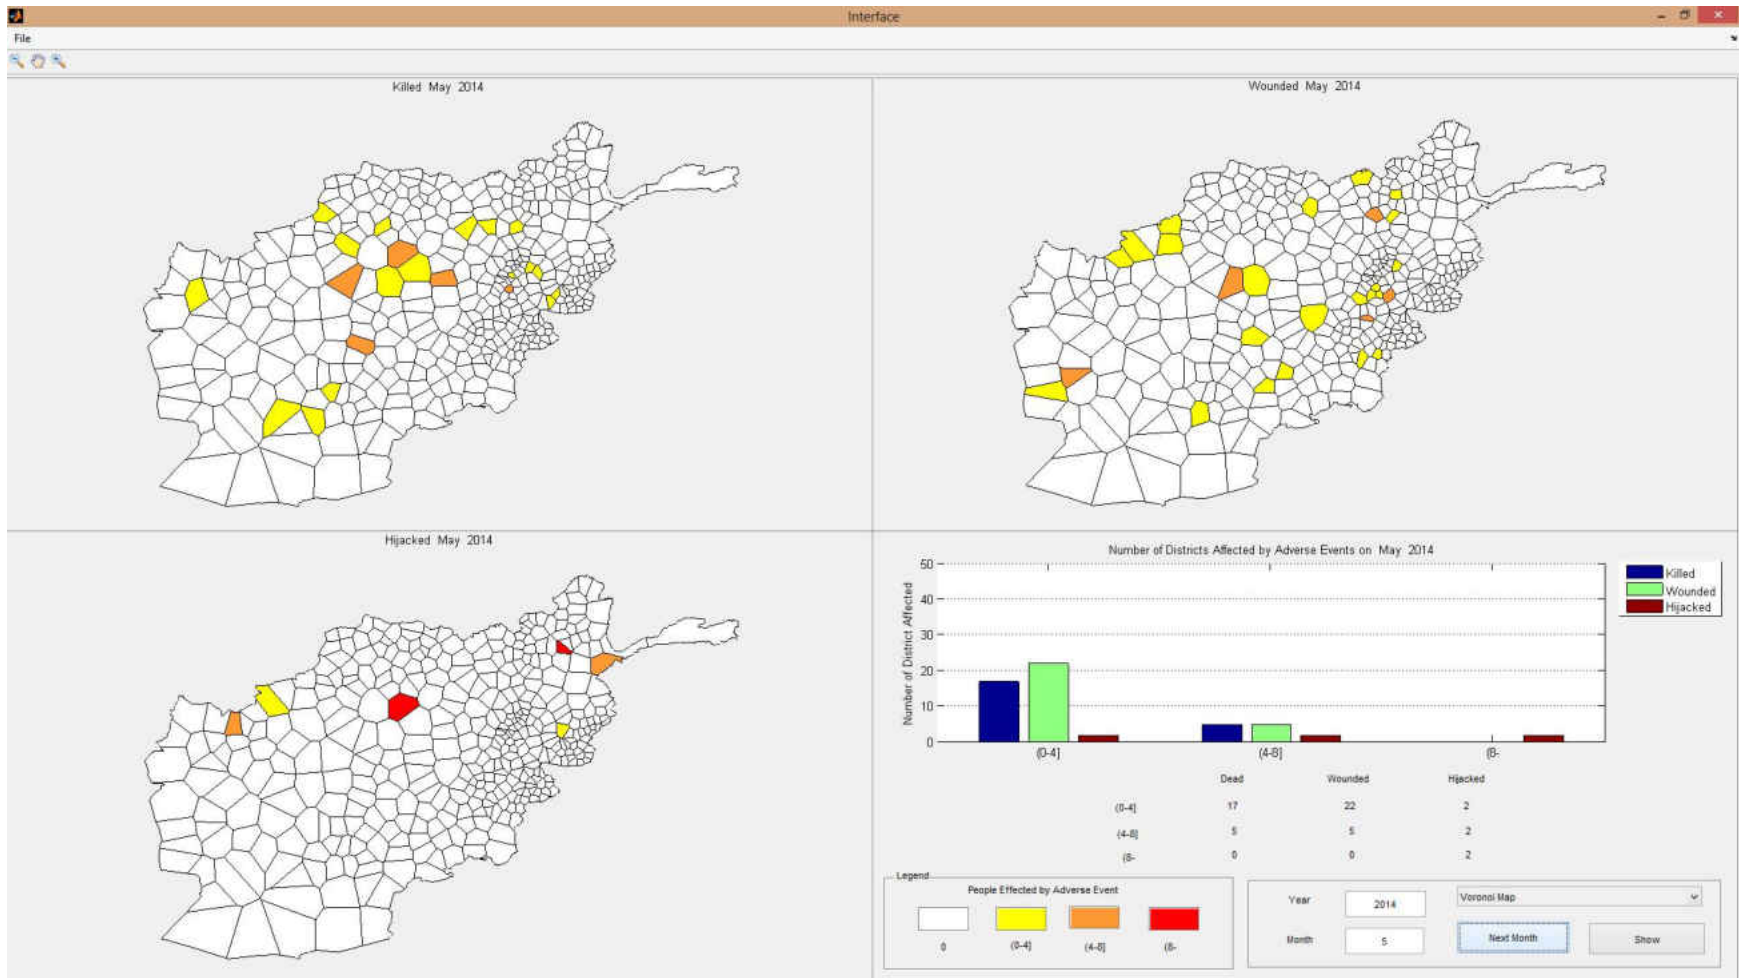 Interface
File
Killed May 2014
Wounded May 2014
Hijacked May 2014
Number of Districts Affected by Adverse Events on May 2014
Number of District Affected
50
40
30
20
10
0
(0-4]
(4-8]
(8-
Killed
Wounded
Hijacked
Dead Wounded Hijacked
(0-4] 17 22 2
(4-8] 5 5 2
(8- 0 0 2
Legend
People Effected by Adverse Event
0 (0-4] (4-8] (8-
Year 2014 Voronoi Map
Month 5 Next Month Show